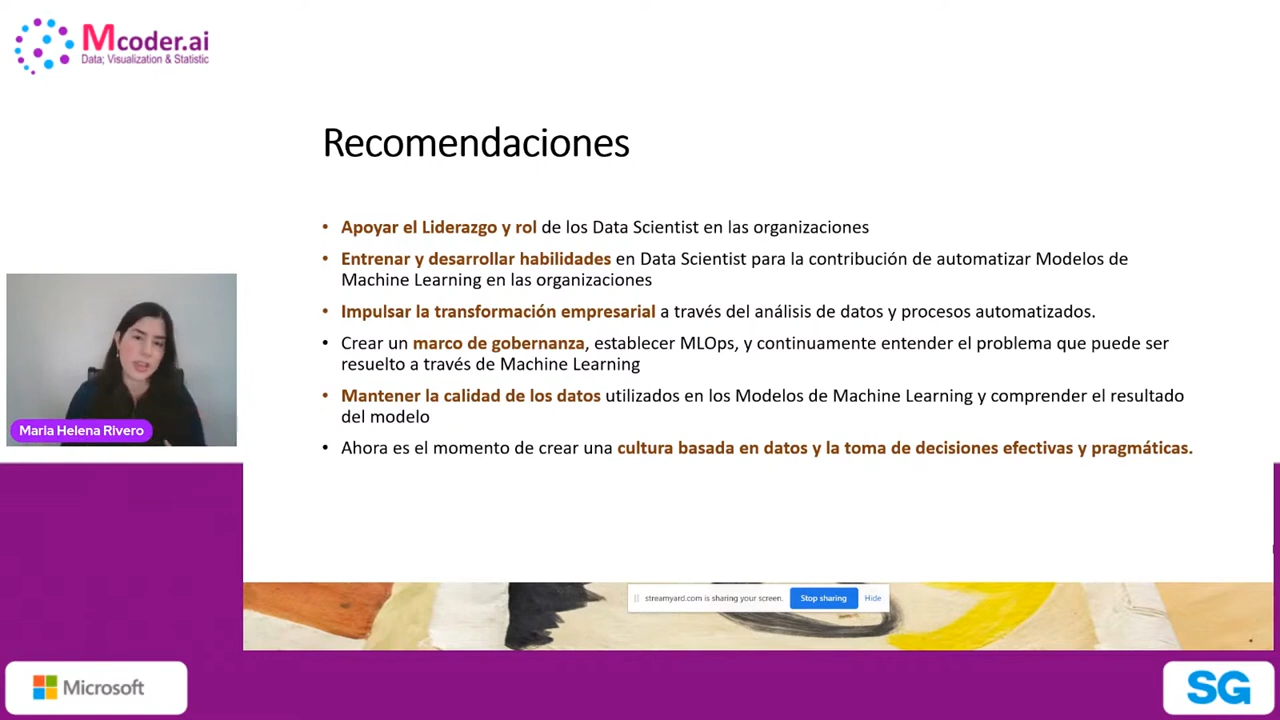 Mcoder.ai
Data; Visualization & Statistic
Recomendaciones
• Apoyar el Liderazgo y rol de los Data Scientist en las organizaciones
• Entrenar y desarrollar habilidades en Data Scientist para la contribución de automatizar Modelos de
Machine Learning en las organizaciones
• Impulsar la transformación empresarial a través del análisis de datos y procesos automatizados.
• Crear un marco de gobernanza, establecer MLOps, y continuamente entender el problema que puede ser
resuelto a través de Machine Learning
• Mantener la calidad de los datos utilizados en los Modelos de Machine Learning y comprender el resultado
del modelo
• Ahora es el momento de crear una cultura basada en datos y la toma de decisiones efectivas y pragmáticas.
Maria Helena Rivero
streamyard.com is sharing your screen. Stop sharing Hide
Microsoft
SG